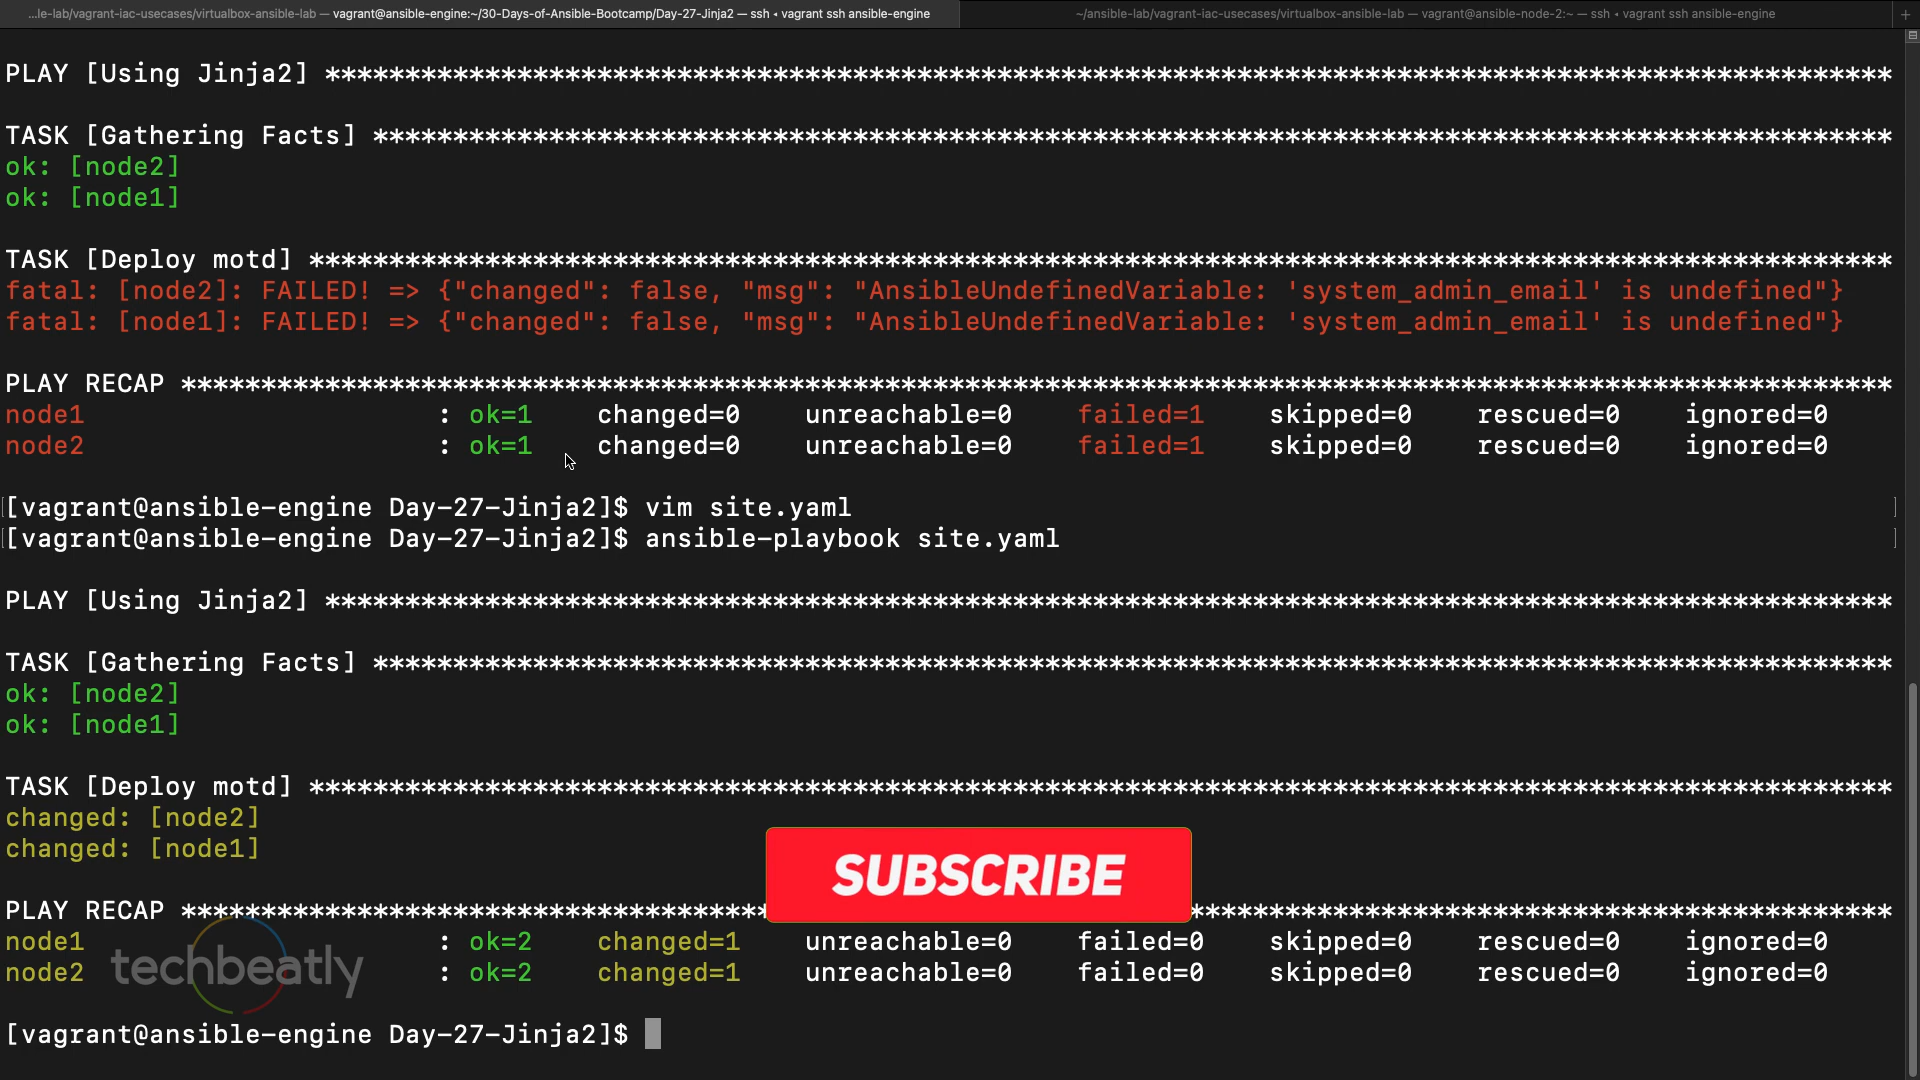 ...le-lab/vagrant-iac-usecases/virtualbox-ansible-lab — vagrant@ansible-engine:~/30-Days-of-Ansible-Bootcamp/Day-27-Jinja2 — ssh ◂ vagrant ssh ansible-engine
~/ansible-lab/vagrant-iac-usecases/virtualbox-ansible-lab — vagrant@ansible-node-2:~ — ssh ◂ vagrant ssh ansible-engine +
PLAY [Using Jinja2] **************************************************************************************************
TASK [Gathering Facts] ***********************************************************************************************
ok: [node2]
ok: [node1]
TASK [Deploy motd] ***************************************************************************************************
fatal: [node2]: FAILED! => {"changed": false, "msg": "AnsibleUndefinedVariable: 'system_admin_email' is undefined"}
fatal: [node1]: FAILED! => {"changed": false, "msg": "AnsibleUndefinedVariable: 'system_admin_email' is undefined"}
PLAY RECAP ***********************************************************************************************************
node1 : ok=1 changed=0 unreachable=0 failed=1 skipped=0 rescued=0 ignored=0
node2 : ok=1 changed=0 unreachable=0 failed=1 skipped=0 rescued=0 ignored=0
[[vagrant@ansible-engine Day-27-Jinja2]$ vim site.yaml ]
[[vagrant@ansible-engine Day-27-Jinja2]$ ansible-playbook site.yaml ]
PLAY [Using Jinja2] **************************************************************************************************
TASK [Gathering Facts] ***********************************************************************************************
ok: [node2]
ok: [node1]
TASK [Deploy motd] ***************************************************************************************************
changed: [node2]
changed: [node1]
SUBSCRIBE
PLAY RECAP ***********************************************************************************************************
node1 : ok=2 changed=1 unreachable=0 failed=0 skipped=0 rescued=0 ignored=0
node2 : ok=2 changed=1 unreachable=0 failed=0 skipped=0 rescued=0 ignored=0
techbeatly
[vagrant@ansible-engine Day-27-Jinja2]$